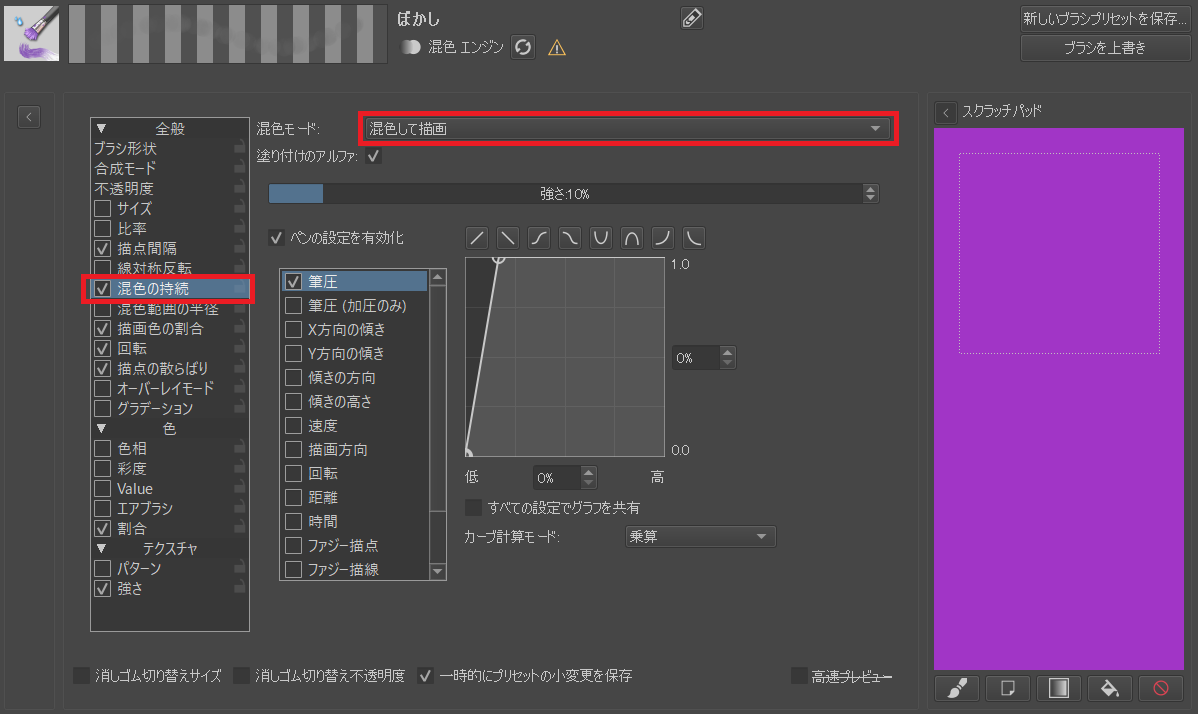 ぼかし
混色 エンジン
新しいブラシプリセットを保存...
ブラシを上書き
スクラッチパッド
全般
ブラシ形状
合成モード
不透明度
サイズ
比率
描点間隔
線対称反転
混色の持続
混色範囲の半径
描画色の割合
回転
描点の散らばり
オーバーレイモード
グラデーション
色
色相
彩度
Value
エアブラシ
割合
テクスチャ
パターン
強さ
混色モード:
混色して描画
塗り付けのアルファ:
強さ:10%
ペンの設定を有効化
筆圧
筆圧 (加圧のみ)
X方向の傾き
Y方向の傾き
傾きの方向
傾きの高さ
速度
描画方向
回転
距離
時間
ファジー描点
ファジー描線
1.0
0%
0.0
低
0%
高
すべての設定でグラフを共有
カーブ計算モード:
乗算
消しゴム切り替えサイズ
消しゴム切り替え不透明度
一時的にプリセットの小変更を保存
高速プレビュー